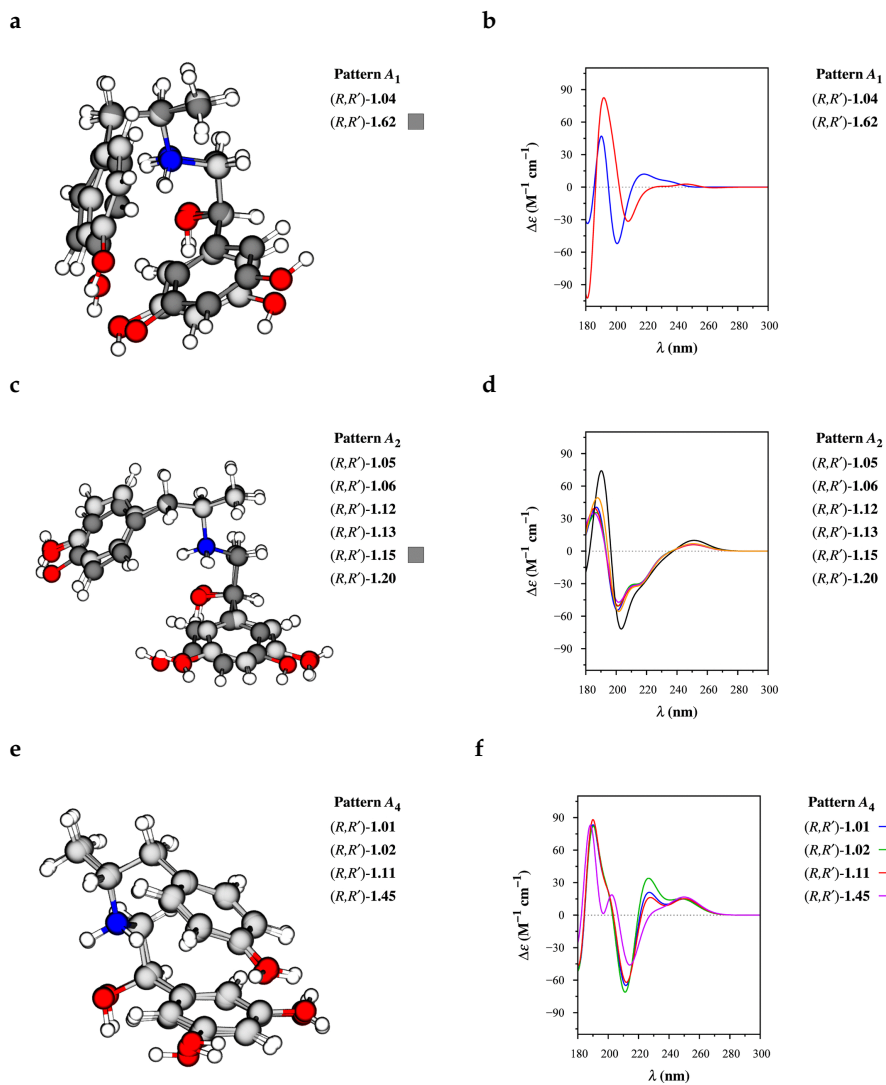 a
Pattern A₁
(R,R′)-1.04
(R,R′)-1.62
b
90
60
30
0
−30
−60
−90
Δε (M⁻¹ cm⁻¹)
180 200 220 240 260 280 300
λ (nm)
Pattern A₁
(R,R′)-1.04
(R,R′)-1.62
c
Pattern A₂
(R,R′)-1.05
(R,R′)-1.06
(R,R′)-1.12
(R,R′)-1.13
(R,R′)-1.15
(R,R′)-1.20
d
90
60
30
0
−30
−60
−90
Δε (M⁻¹ cm⁻¹)
180 200 220 240 260 280 300
λ (nm)
Pattern A₂
(R,R′)-1.05
(R,R′)-1.06
(R,R′)-1.12
(R,R′)-1.13
(R,R′)-1.15
(R,R′)-1.20
e
Pattern A₄
(R,R′)-1.01
(R,R′)-1.02
(R,R′)-1.11
(R,R′)-1.45
f
90
60
30
0
−30
−60
−90
Δε (M⁻¹ cm⁻¹)
180 200 220 240 260 280 300
λ (nm)
Pattern A₄
(R,R′)-1.01
(R,R′)-1.02
(R,R′)-1.11
(R,R′)-1.45